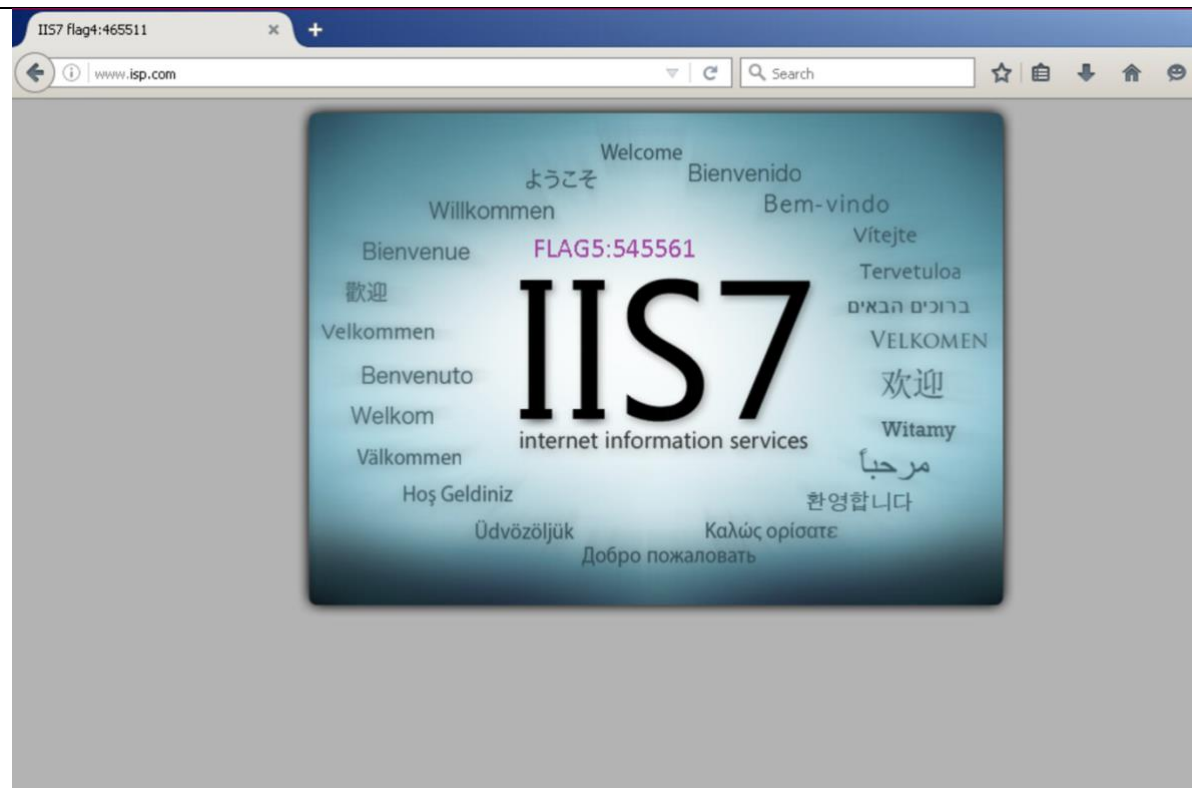 IIS7 flag4:465511
www.isp.com
Search
Welcome
ようこそ
Bienvenido
Willkommen
Bem-vindo
Bienvenue
FLAG5:545561
Vítejte
歡迎
Tervetuloa
IIS7
ברוכים הבאים
Velkommen
VELKOMEN
Benvenuto
欢迎
Welkom
Witamy
internet information services
Välkommen
مرحباً
Hoş Geldiniz
환영합니다
Üdvözöljük
Καλώς ορίσατε
Добро пожаловать